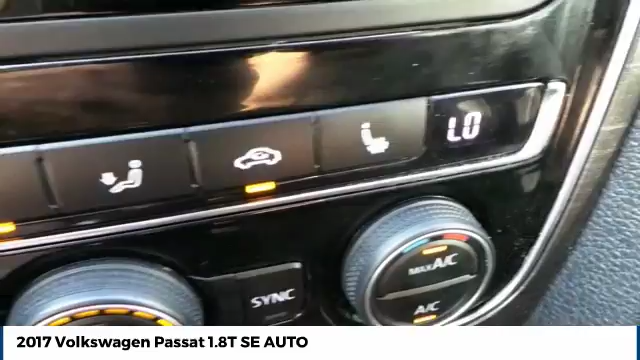 LO
SYNC
MAX A/C
A/C
2017 Volkswagen Passat 1.8T SE AUTO